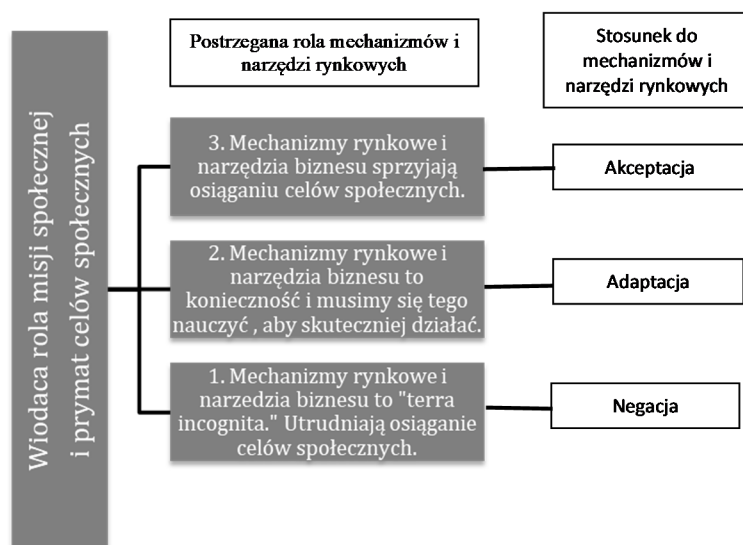 Wiodaca rola misji społecznej
i prymat celów społecznych
Postrzegana rola mechanizmów i
narzędzi rynkowych
Stosunek do
mechanizmów i
narzędzi rynkowych
3. Mechanizmy rynkowe i
narzędzia biznesu sprzyjają
osiąganiu celów społecznych.
Akceptacja
2. Mechanizmy rynkowe i
narzędzia biznesu to
konieczność i musimy się tego
nauczyć , aby skuteczniej działać.
Adaptacja
1. Mechanizmy rynkowe i
narzedzia biznesu to "terra
incognita." Utrudniają osiąganie
celów społecznych.
Negacja